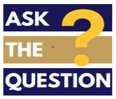 ASK
THE
QUESTION
?